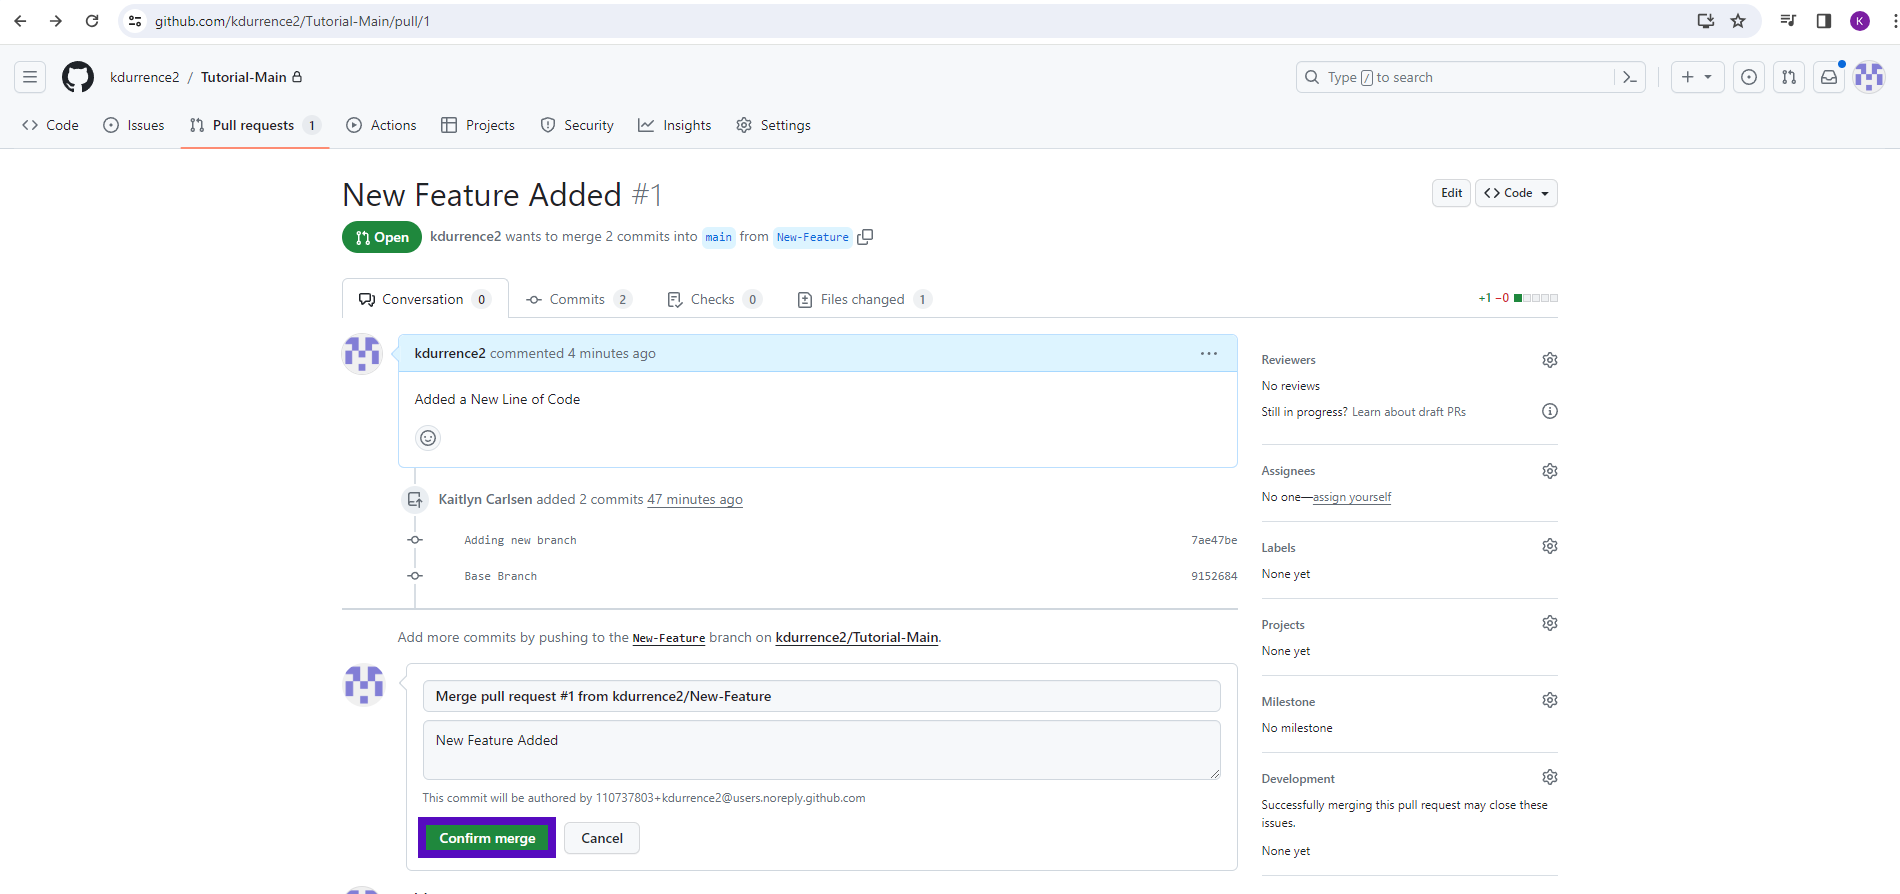 github.com/kdurrence2/Tutorial-Main/pull/1
K
kdurrence2 / Tutorial-Main
Type / to search
Code
Issues
Pull requests 1
Actions
Projects
Security
Insights
Settings
New Feature Added #1
Edit
Code
Open
kdurrence2 wants to merge 2 commits into main from New-Feature
Conversation 0
Commits 2
Checks 0
Files changed 1
+1 −0
kdurrence2 commented 4 minutes ago
Added a New Line of Code
Kaitlyn Carlsen added 2 commits 47 minutes ago
Adding new branch 7ae47be
Base Branch 9152684
Add more commits by pushing to the New-Feature branch on kdurrence2/Tutorial-Main.
Merge pull request #1 from kdurrence2/New-Feature
New Feature Added
This commit will be authored by 110737803+kdurrence2@users.noreply.github.com
Confirm merge
Cancel
Reviewers
No reviews
Still in progress? Learn about draft PRs
Assignees
No one—assign yourself
Labels
None yet
Projects
None yet
Milestone
No milestone
Development
Successfully merging this pull request may close these
issues.
None yet